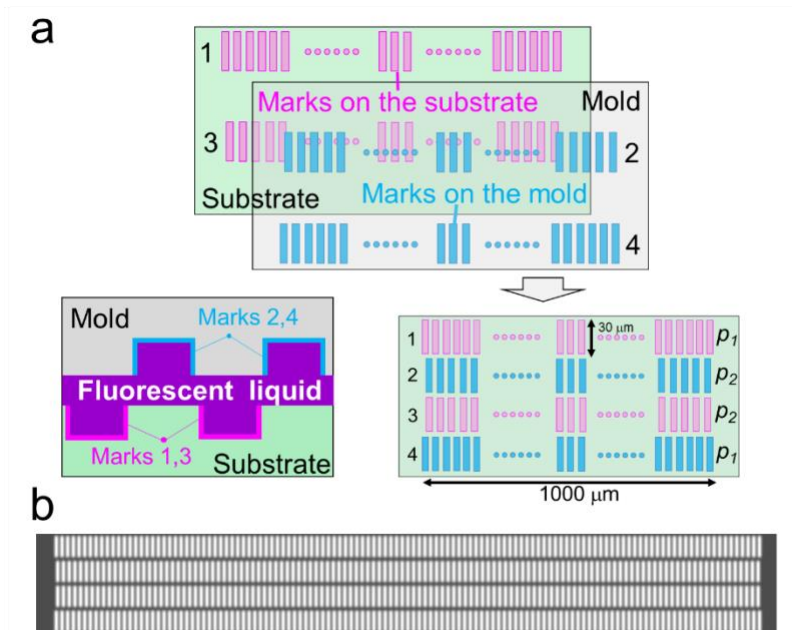 a
1
Marks on the substrate
Mold
3
2
Substrate
Marks on the mold
4
Mold
Marks 2,4
Fluorescent liquid
Marks 1,3
Substrate
1
30 μm
p1
2
p2
3
p2
4
p1
1000 μm
b